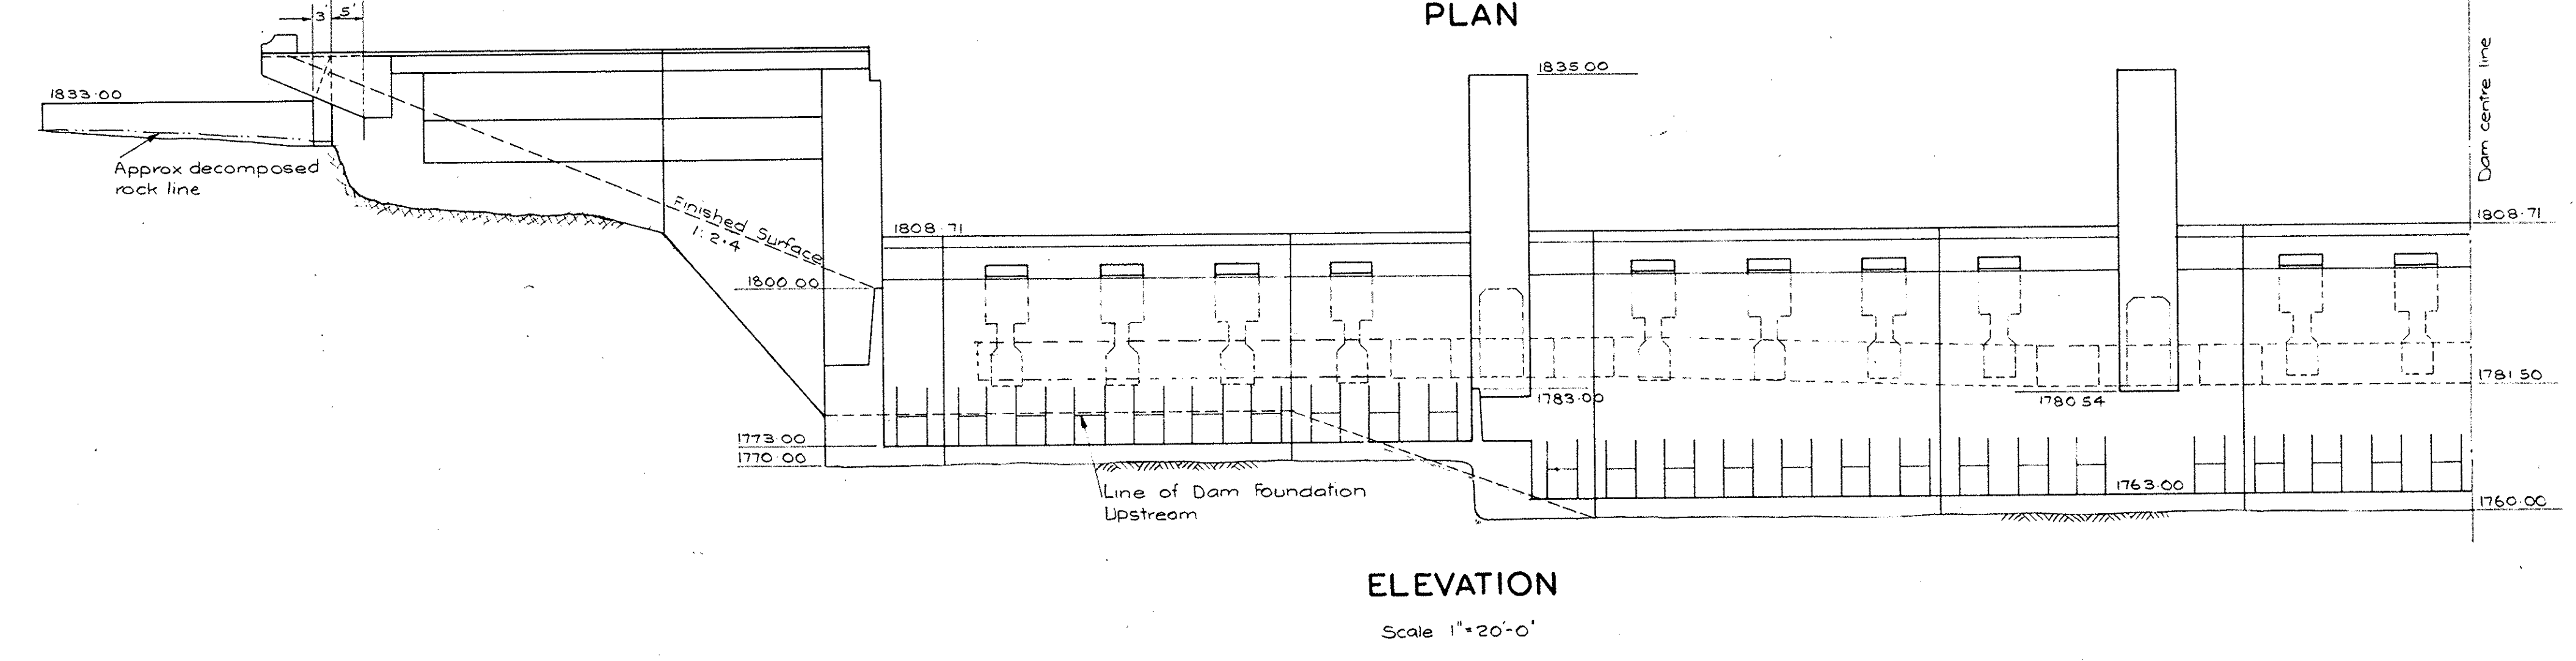 PLAN
3' 5'
1833.00
1835.00
Dam centre line
Approx decomposed
rock line
Finished Surface
1:2.4
1808.71
1808.71
1800.00
1781.50
1783.00
1780.54
1773.00
1770.00
1763.00
1760.00
Line of Dam Foundation
Upstream
ELEVATION
Scale 1"=20'-0"